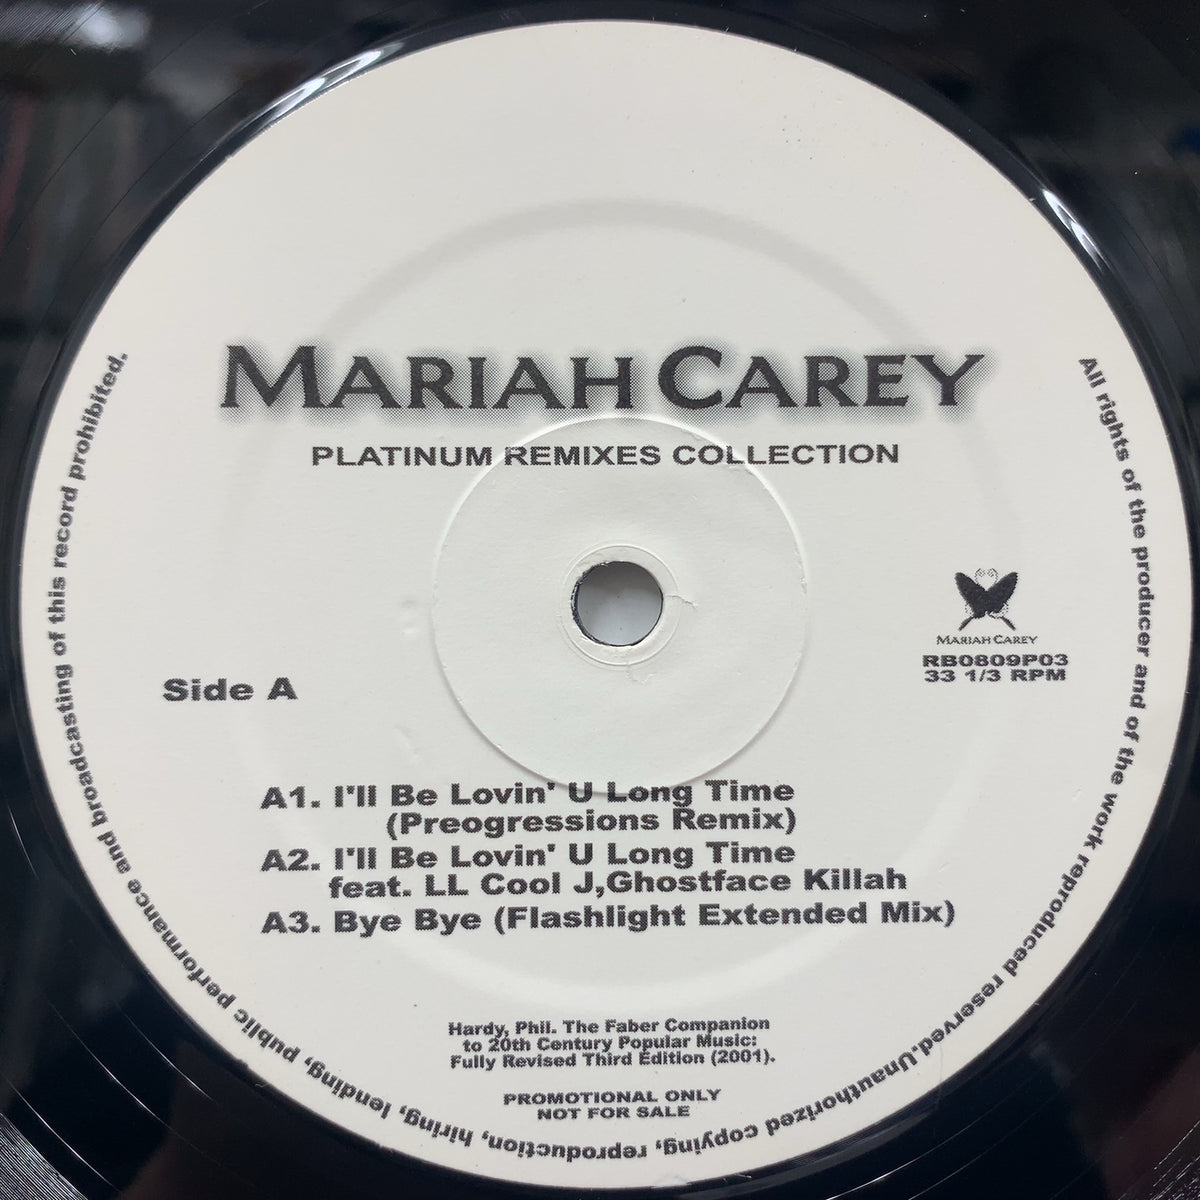 MARIAH CAREY
PLATINUM REMIXES COLLECTION
MARIAH CAREY
RB0809P03
33 1/3 RPM
Side A
A1. I'll Be Lovin' U Long Time
(Preogressions Remix)
A2. I'll Be Lovin' U Long Time
feat. LL Cool J,Ghostface Killah
A3. Bye Bye (Flashlight Extended Mix)
Hardy, Phil. The Faber Companion
to 20th Century Popular Music:
Fully Revised Third Edition (2001).
PROMOTIONAL ONLY
NOT FOR SALE
All rights of the producer and of the work reproduced reserved.Unauthorized copying, reproduction, hiring, lending, public performance and broadcasting of this record prohibited.